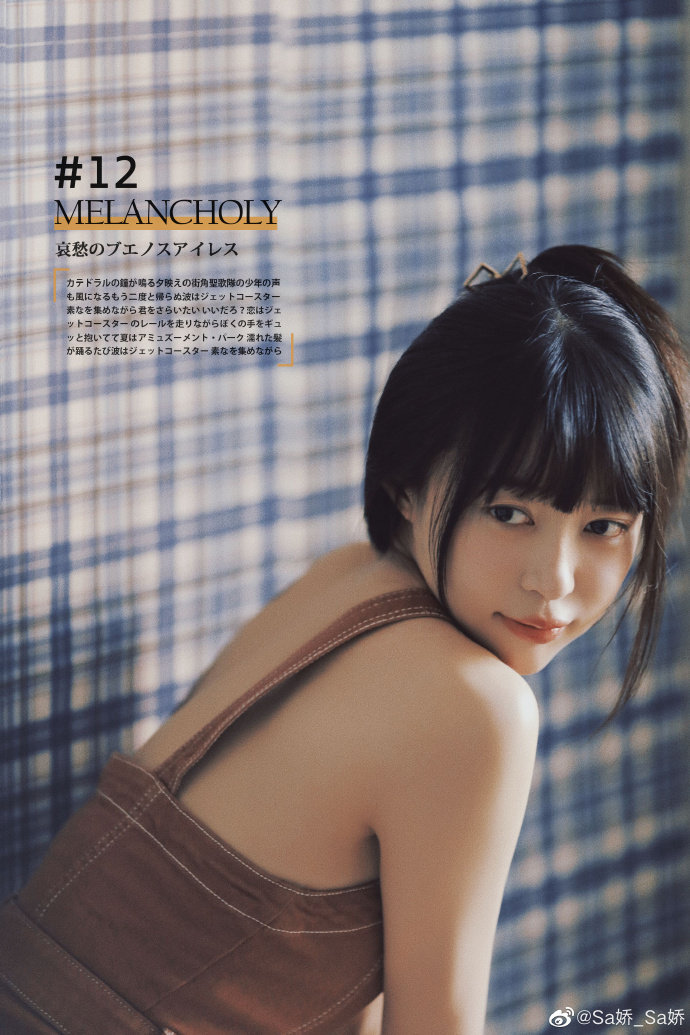 #12
MELANCHOLY
哀愁のブエノスアイレス
カテドラルの鐘が鳴る夕映えの街角聖歌隊の少年の声
も風になるもう二度と帰らぬ波はジェットコースター
素なを集めながら君をさらいたい いいだろ？恋はジェ
ットコースター のレールを走りながらぼくの手をギュ
ッと抱いてて夏はアミューズーメント・パーク 濡れた髪
が踊るたび波はジェットコースター 素なを集めながら
@Sa娇_Sa娇